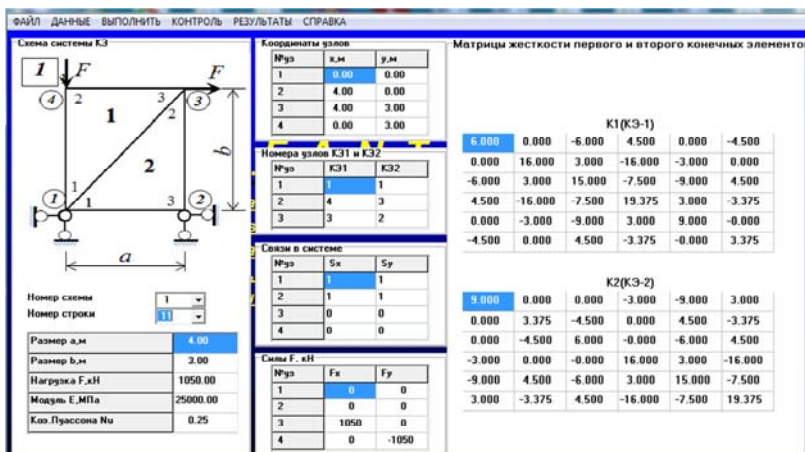 ФАЙЛ ДАННЫЕ ВЫПОЛНИТЬ КОНТРОЛЬ РЕЗУЛЬТАТЫ СПРАВКА
Схема системы КЭ
1 F F
4 2 3 3
1 2
2 b
1 1
1 3 2
a
Номер схемы 1
Номер строки 11
Размер a,м 4.00
Размер b,м 3.00
Нагрузка F,кН 1050.00
Модуль E,МПа 25000.00
Коэ.Пуассона Nu 0.25
Координаты узлов
№уз x,м y,м
1 0.00 0.00
2 4.00 0.00
3 4.00 3.00
4 0.00 3.00
Номера узлов КЭ1 и КЭ2
№уз КЭ1 КЭ2
1 1 1
2 4 3
3 3 2
Связи в системе
№уз Sx Sy
1 1 1
2 1 1
3 0 0
4 0 0
Силы F. кН
№уз Fx Fy
1 0 0
2 0 0
3 1050 0
4 0 -1050
Матрицы жесткости первого и второго конечных элементо
K1(КЭ-1)
6.000 0.000 -6.000 4.500 0.000 -4.500
0.000 16.000 3.000 -16.000 -3.000 0.000
-6.000 3.000 15.000 -7.500 -9.000 4.500
4.500 -16.000 -7.500 19.375 3.000 -3.375
0.000 -3.000 -9.000 3.000 9.000 -0.000
-4.500 0.000 4.500 -3.375 -0.000 3.375
K2(КЭ-2)
9.000 0.000 0.000 -3.000 -9.000 3.000
0.000 3.375 -4.500 0.000 4.500 -3.375
0.000 -4.500 6.000 -0.000 -6.000 4.500
-3.000 0.000 -0.000 16.000 3.000 -16.000
-9.000 4.500 -6.000 3.000 15.000 -7.500
3.000 -3.375 4.500 -16.000 -7.500 19.375